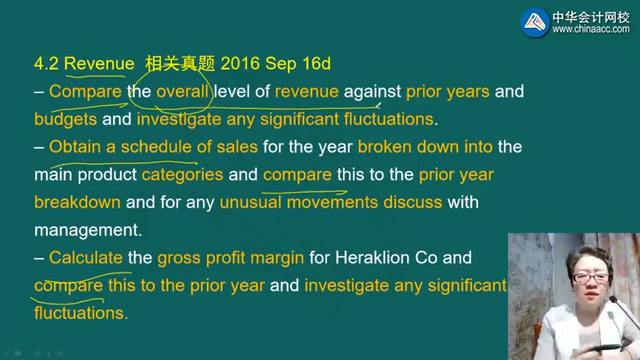 中华会计网校
www.chinaacc.com
4.2 Revenue 相关真题 2016 Sep 16d
– Compare the overall level of revenue against prior years and
budgets and investigate any significant fluctuations.
– Obtain a schedule of sales for the year broken down into the
main product categories and compare this to the prior year
breakdown and for any unusual movements discuss with
management.
– Calculate the gross profit margin for Heraklion Co and
compare this to the prior year and investigate any significant
fluctuations.